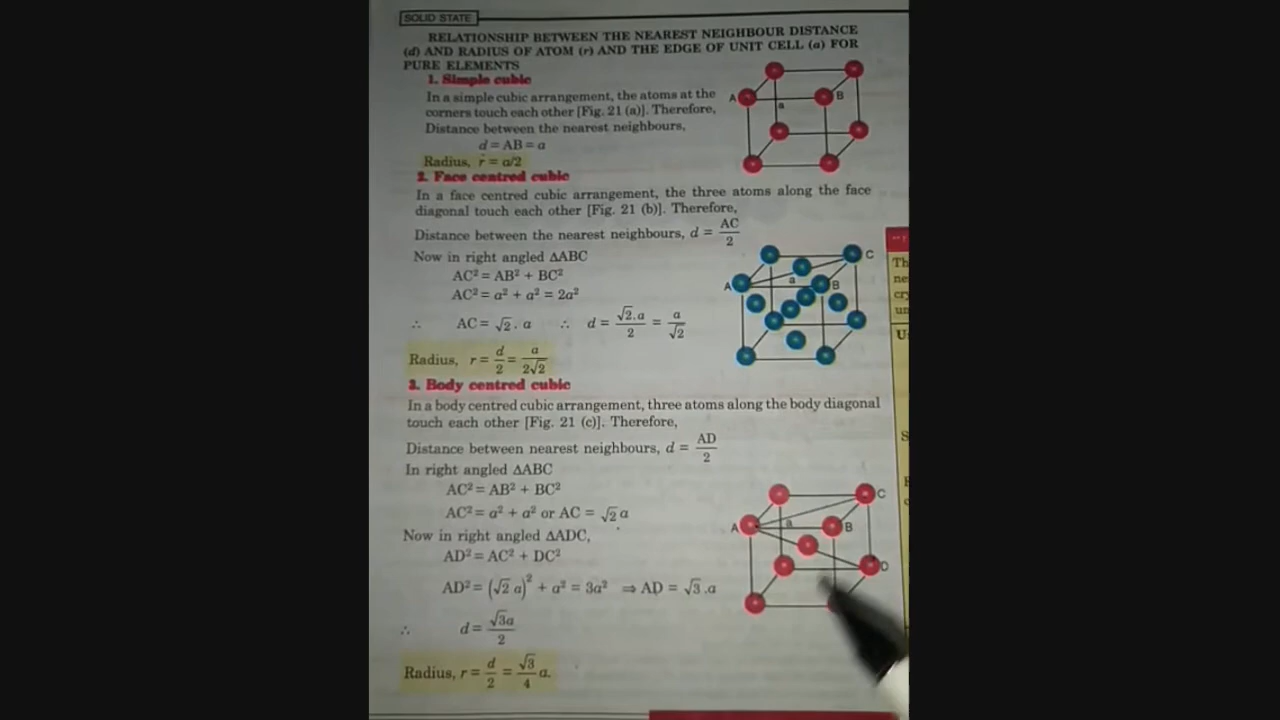 SOLID STATE
RELATIONSHIP BETWEEN THE NEAREST NEIGHBOUR DISTANCE
(d) AND RADIUS OF ATOM (r) AND THE EDGE OF UNIT CELL (a) FOR
PURE ELEMENTS
1. Simple cubic
In a simple cubic arrangement, the atoms at the
corners touch each other [Fig. 21 (a)]. Therefore,
Distance between the nearest neighbours,
d = AB = a
Radius, r = a/2
A
B
a
2. Face centred cubic
In a face centred cubic arrangement, the three atoms along the face
diagonal touch each other [Fig. 21 (b)]. Therefore,
Distance between the nearest neighbours, d = AC/2
Now in right angled ΔABC
AC² = AB² + BC²
AC² = a² + a² = 2a²
∴ AC = √2 . a ∴ d = √2.a/2 = a/√2
Radius, r = d/2 = a/2√2
C
A
a
B
3. Body centred cubic
In a body centred cubic arrangement, three atoms along the body diagonal
touch each other [Fig. 21 (c)]. Therefore,
Distance between nearest neighbours, d = AD/2
In right angled ΔABC
AC² = AB² + BC²
AC² = a² + a² or AC = √2 a
Now in right angled ΔADC,
AD² = AC² + DC²
AD² = (√2 a)² + a² = 3a² ⇒ AD = √3 .a
∴ d = √3a/2
Radius, r = d/2 = √3/4 a.
C
A
a
B
D
Th
ne
cry
un
U
S